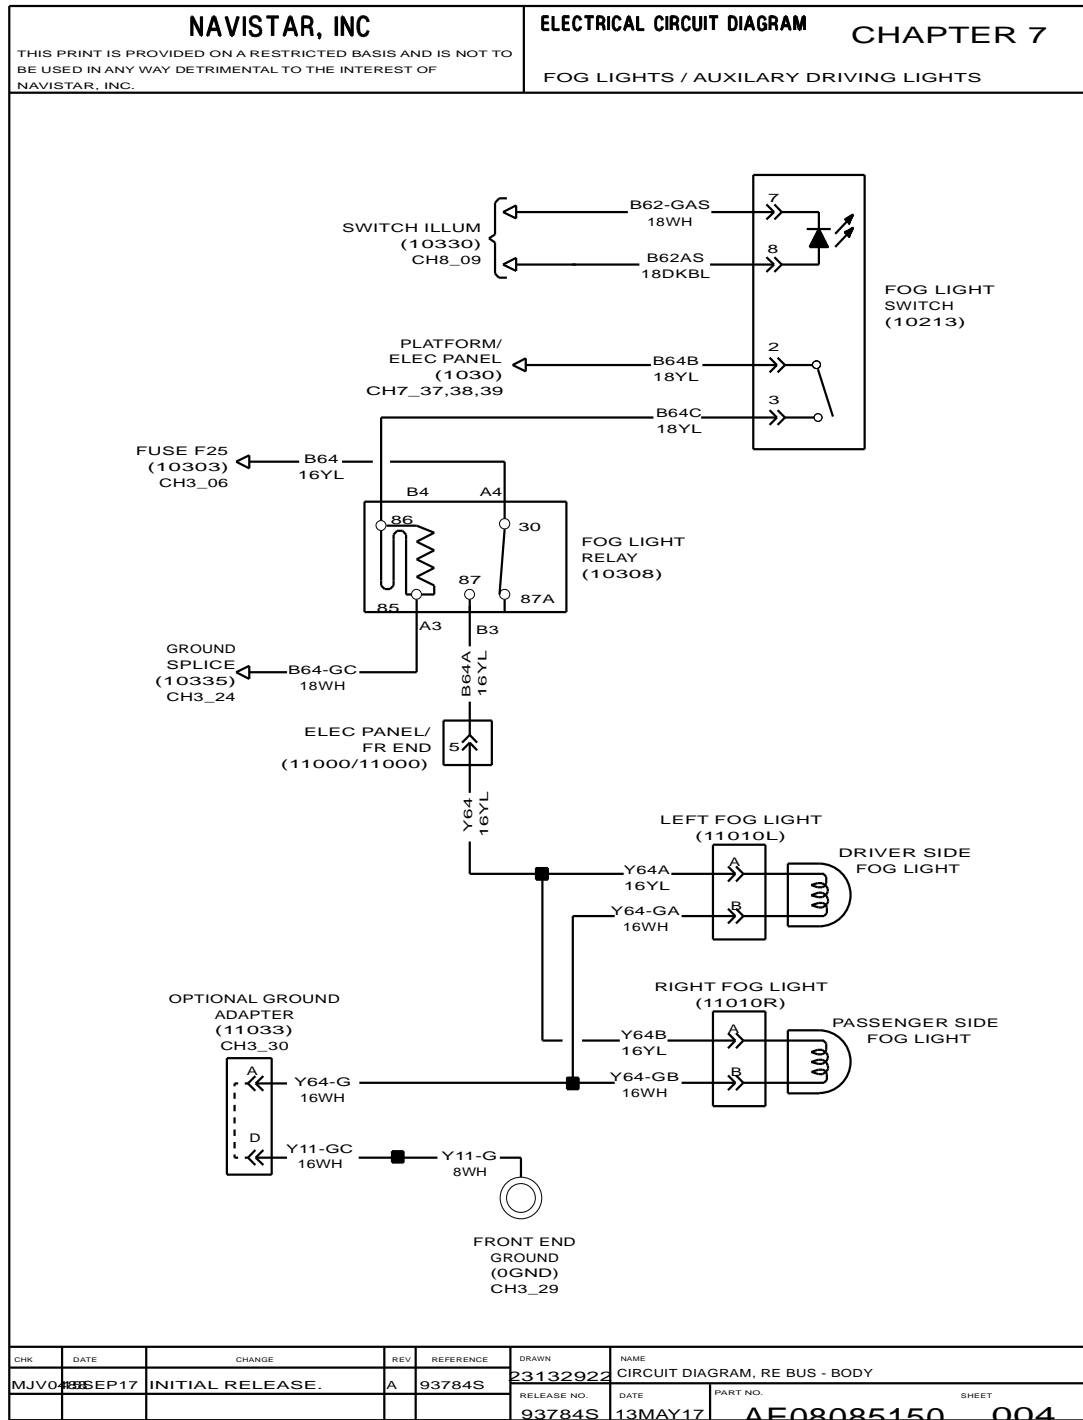 NAVISTAR, INC
THIS PRINT IS PROVIDED ON A RESTRICTED BASIS AND IS NOT TO
BE USED IN ANY WAY DETRIMENTAL TO THE INTEREST OF
NAVISTAR, INC.
ELECTRICAL CIRCUIT DIAGRAM
CHAPTER 7
FOG LIGHTS / AUXILARY DRIVING LIGHTS
SWITCH ILLUM
(10330)
CH8_09
B62-GAS
18WH
7
B62AS
18DKBL
8
FOG LIGHT
SWITCH
(10213)
PLATFORM/
ELEC PANEL
(1030)
CH7_37,38,39
B64B
18YL
2
B64C
18YL
3
FUSE F25
(10303)
CH3_06
B64
16YL
B4
A4
86
30
FOG LIGHT
RELAY
(10308)
87
87A
85
A3
B3
GROUND
SPLICE
(10335)
CH3_24
B64-GC
18WH
B64A
16YL
ELEC PANEL/
FR END
(11000/11000)
5
Y64
16YL
LEFT FOG LIGHT
(11010L)
A
B
Y64A
16YL
Y64-GA
16WH
DRIVER SIDE
FOG LIGHT
RIGHT FOG LIGHT
(11010R)
A
B
Y64B
16YL
Y64-GB
16WH
PASSENGER SIDE
FOG LIGHT
OPTIONAL GROUND
ADAPTER
(11033)
CH3_30
A
Y64-G
16WH
D
Y11-GC
16WH
Y11-G
8WH
FRONT END
GROUND
(0GND)
CH3_29
CHK DATE CHANGE REV REFERENCE
INITIAL RELEASE. A 93784S
DRAWN
23132922
NAME
CIRCUIT DIAGRAM, RE BUS - BODY
RELEASE NO.
93784S
DATE
13MAY17
PART NO.
AE08085150
SHEET
004